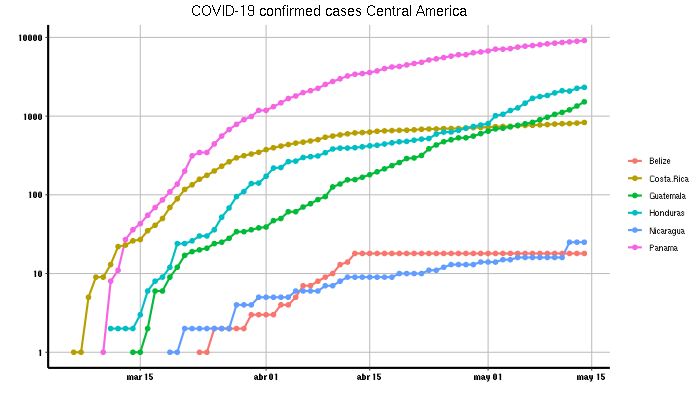 COVID-19 confirmed cases Central America
10000
1000
100
10
1
mar 15
abr 01
abr 15
may 01
may 15
Belize
Costa.Rica
Guatemala
Honduras
Nicaragua
Panama